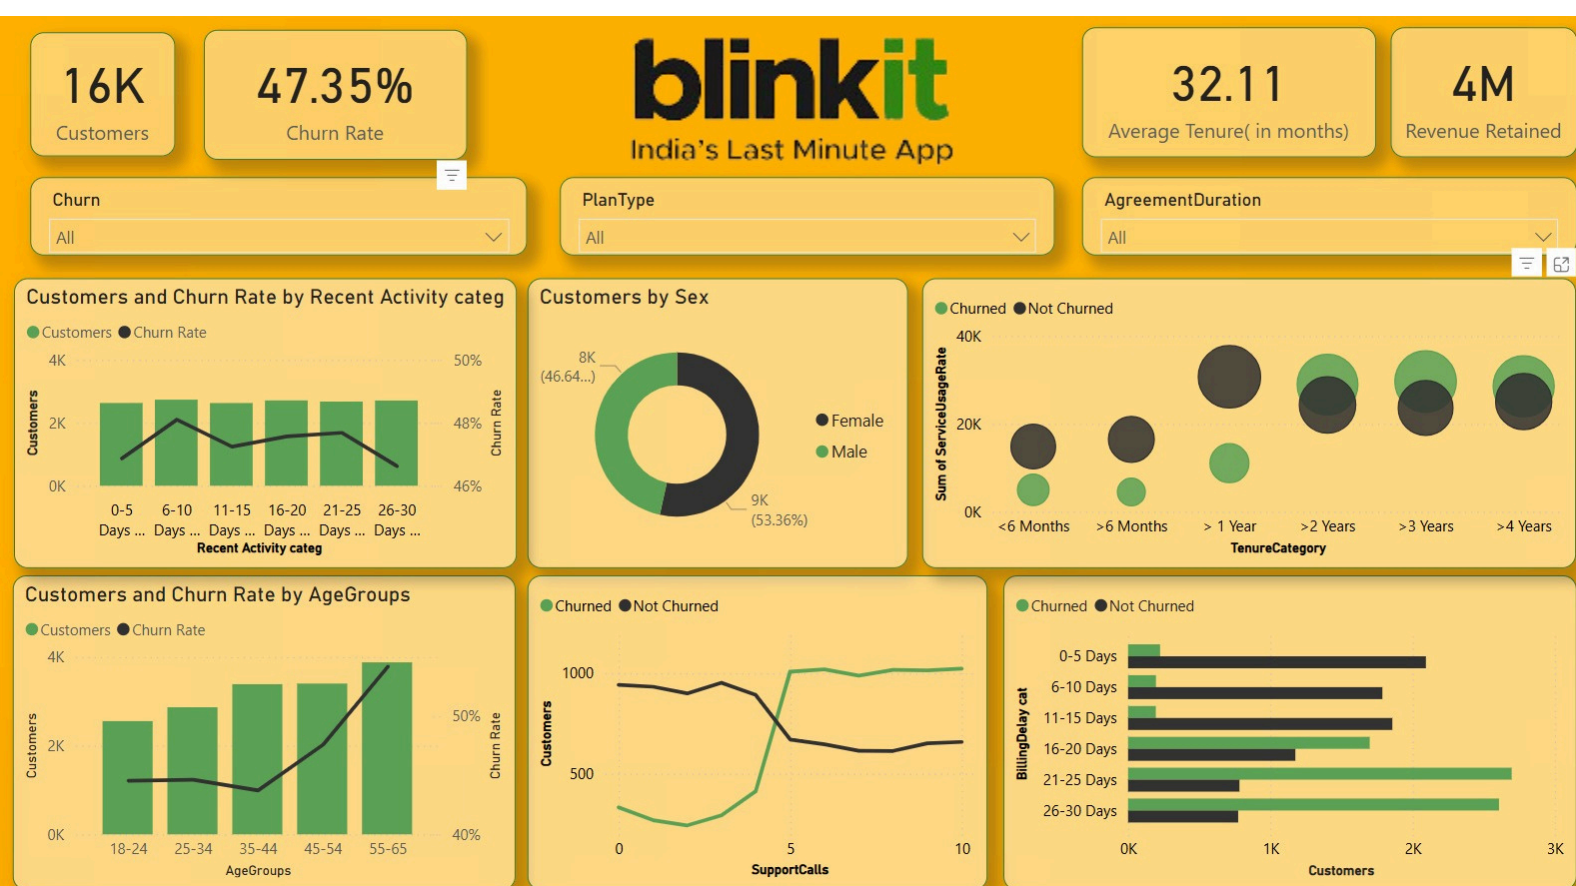 16K
Customers
47.35%
Churn Rate
blinkit
India's Last Minute App
32.11
Average Tenure( in months)
4M
Revenue Retained
Churn
All
PlanType
All
AgreementDuration
All
Customers and Churn Rate by Recent Activity categ
Customers Churn Rate
4K
2K
0K
Customers
50%
48%
46%
Churn Rate
0-5 6-10 11-15 16-20 21-25 26-30
Days ... Days ... Days ... Days ... Days ... Days ...
Recent Activity categ
Customers by Sex
8K
(46.64...)
Female
Male
9K
(53.36%)
Churned Not Churned
40K
20K
0K
Sum of ServiceUsageRate
<6 Months >6 Months > 1 Year >2 Years >3 Years >4 Years
TenureCategory
Customers and Churn Rate by AgeGroups
Customers Churn Rate
4K
2K
0K
Customers
50%
40%
Churn Rate
18-24 25-34 35-44 45-54 55-65
AgeGroups
Churned Not Churned
1000
500
Customers
0 5 10
SupportCalls
Churned Not Churned
BillingDelay cat
0-5 Days
6-10 Days
11-15 Days
16-20 Days
21-25 Days
26-30 Days
0K 1K 2K 3K
Customers